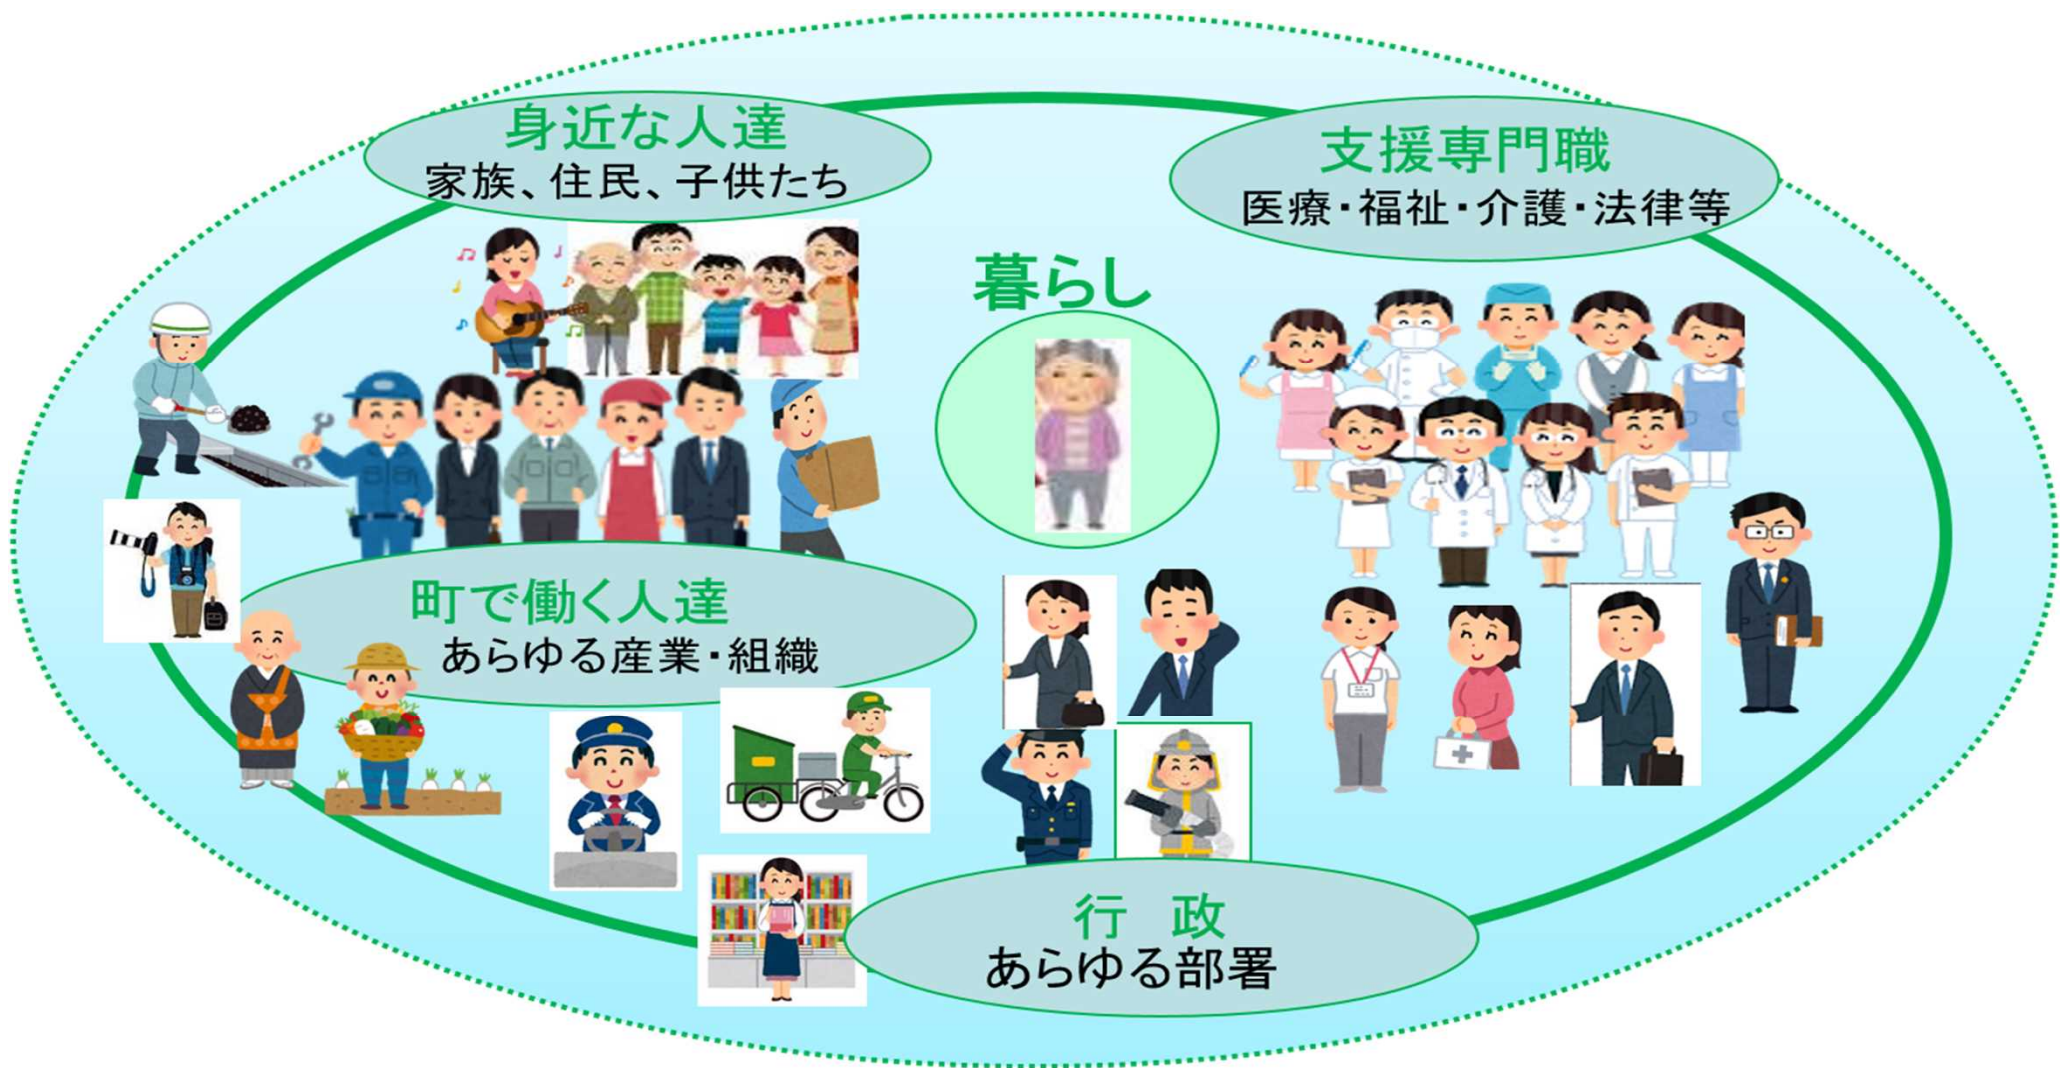 身近な人達
家族、住民、子供たち
支援専門職
医療・福祉・介護・法律等
暮らし
町で働く人達
あらゆる産業・組織
行　政
あらゆる部署